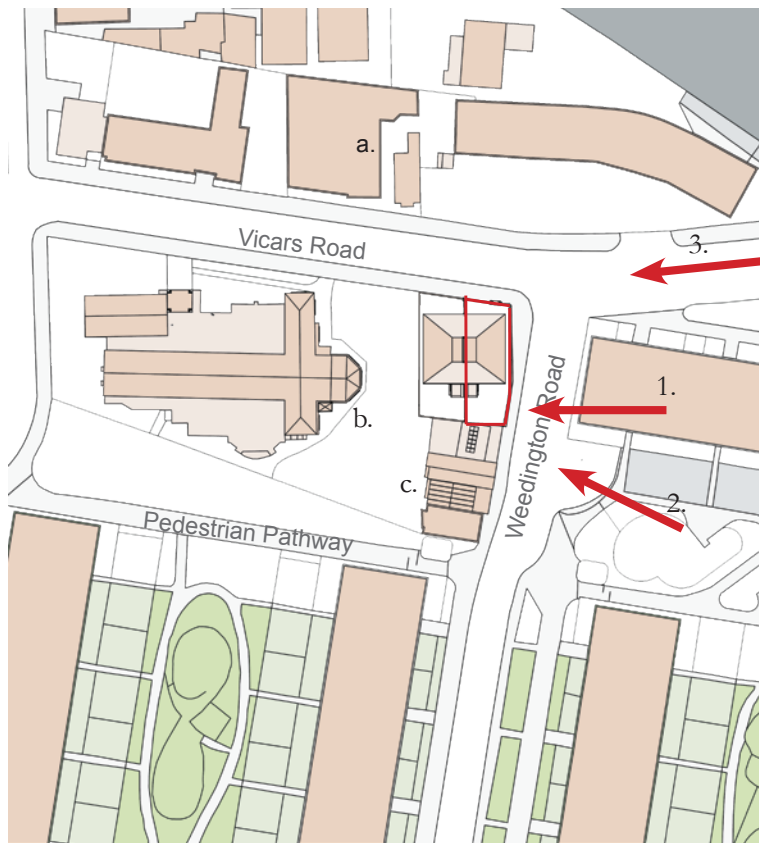 a.
Vicars Road
3.
Weedington Road
1.
b.
c.
2.
Pedestrian Pathway